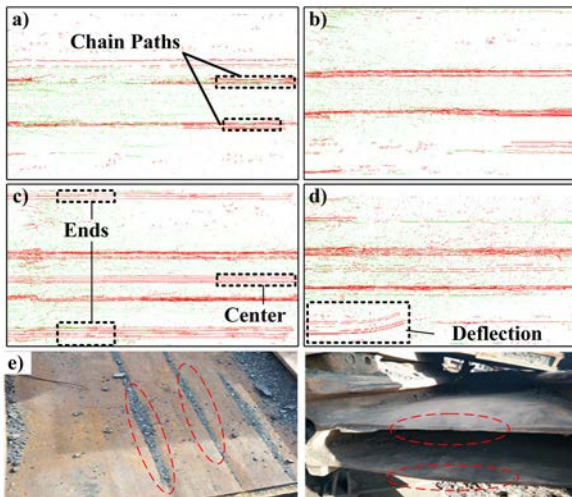 a)
Chain Paths
b)
c)
Ends
Center
d)
Deflection
e)